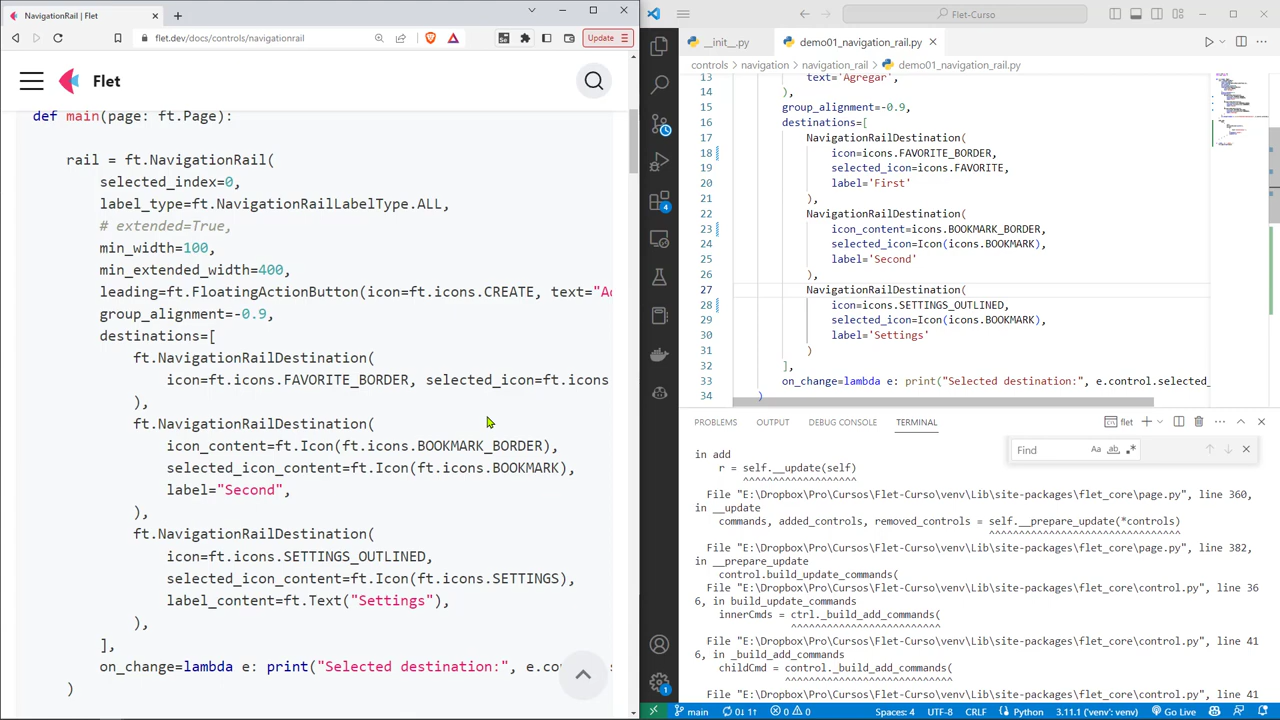 NavigationRail | Flet
flet.dev/docs/controls/navigationrail
Update
Flet
def main(page: ft.Page):
rail = ft.NavigationRail(
selected_index=0,
label_type=ft.NavigationRailLabelType.ALL,
# extended=True,
min_width=100,
min_extended_width=400,
leading=ft.FloatingActionButton(icon=ft.icons.CREATE, text="Ad
group_alignment=-0.9,
destinations=[
ft.NavigationRailDestination(
icon=ft.icons.FAVORITE_BORDER, selected_icon=ft.icons
),
ft.NavigationRailDestination(
icon_content=ft.Icon(ft.icons.BOOKMARK_BORDER),
selected_icon_content=ft.Icon(ft.icons.BOOKMARK),
label="Second",
),
ft.NavigationRailDestination(
icon=ft.icons.SETTINGS_OUTLINED,
selected_icon_content=ft.Icon(ft.icons.SETTINGS),
label_content=ft.Text("Settings"),
),
],
on_change=lambda e: print("Selected destination:", e.co
)
Flet-Curso
__init__.py
demo01_navigation_rail.py
controls > navigation > navigation_rail > demo01_navigation_rail.py
13 text='Agregar',
14 ),
15 group_alignment=-0.9,
16 destinations=[
17 NavigationRailDestination(
18 icon=icons.FAVORITE_BORDER,
19 selected_icon=icons.FAVORITE,
20 label='First'
21 ),
22 NavigationRailDestination(
23 icon_content=icons.BOOKMARK_BORDER,
24 selected_icon=Icon(icons.BOOKMARK),
25 label='Second'
26 ),
27 NavigationRailDestination(
28 icon=icons.SETTINGS_OUTLINED,
29 selected_icon=Icon(icons.BOOKMARK),
30 label='Settings'
31 )
32 ],
33 on_change=lambda e: print("Selected destination:", e.control.selected_
34 )
PROBLEMS
OUTPUT
DEBUG CONSOLE
TERMINAL
flet
Find
Aa
ab
in add
r = self.__update(self)
^^^^^^^^^^^^^^^^^^^
File "E:\Dropbox\Pro\Cursos\Flet-Curso\venv\Lib\site-packages\flet_core\page.py", line 360,
in __update
commands, added_controls, removed_controls = self.__prepare_update(*controls)
^^^^^^^^^^^^^^^^^^^^^^^^^^^^^^^^
File "E:\Dropbox\Pro\Cursos\Flet-Curso\venv\Lib\site-packages\flet_core\page.py", line 382,
in __prepare_update
control.build_update_commands(
File "E:\Dropbox\Pro\Cursos\Flet-Curso\venv\Lib\site-packages\flet_core\control.py", line 36
6, in build_update_commands
innerCmds = ctrl._build_add_commands(
^^^^^^^^^^^^^^^^^^^^^^^^^
File "E:\Dropbox\Pro\Cursos\Flet-Curso\venv\Lib\site-packages\flet_core\control.py", line 41
6, in _build_add_commands
childCmd = control._build_add_commands(
^^^^^^^^^^^^^^^^^^^^^^^^^^^^
File "E:\Dropbox\Pro\Cursos\Flet-Curso\venv\Lib\site-packages\flet_core\control.py", line 41
4
1
main
0↓ 1↑
0
0
Spaces: 4
UTF-8
CRLF
Python
3.11.1 ('venv': venv)
Go Live